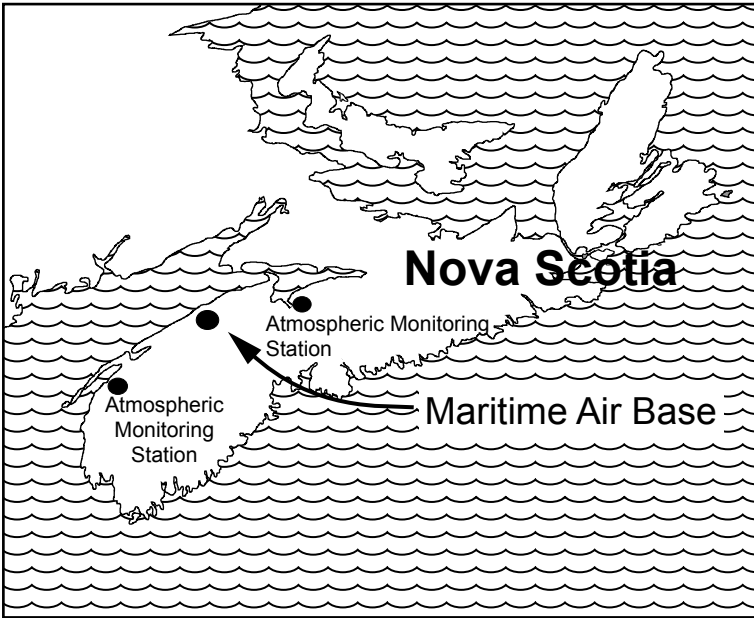 Nova Scotia
Atmospheric Monitoring
Station
Maritime Air Base
Atmospheric
Monitoring
Station